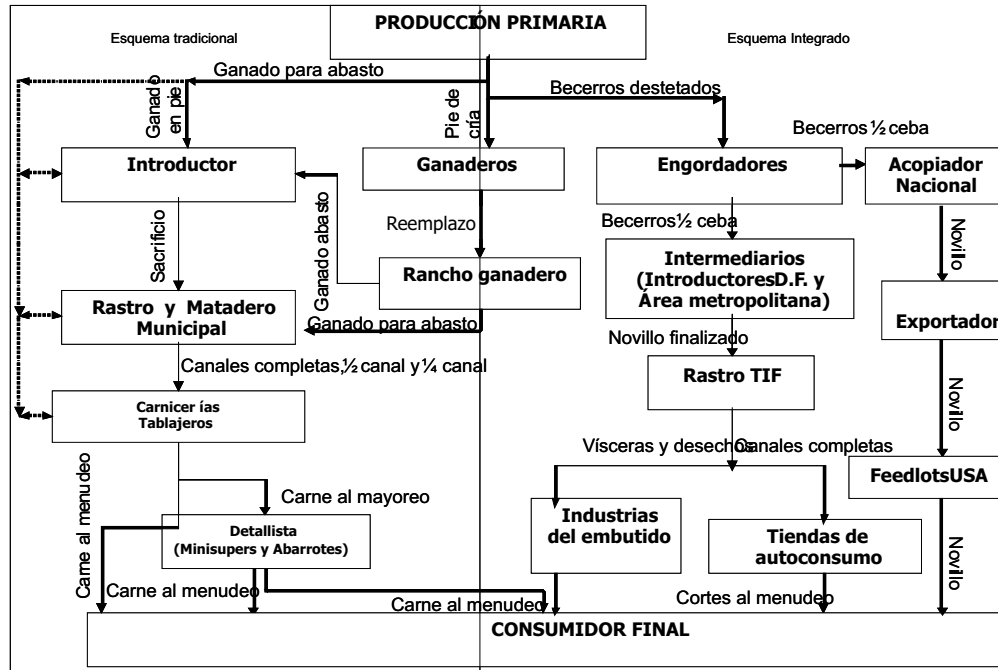 PRODUCCIÓN PRIMARIA
Esquema tradicional
Esquema Integrado
Ganado para abasto
Becerros destetados
Ganado
en pie
Pie de
cría
Becerros ½ ceba
Introductor
Ganaderos
Engordadores
Acopiador
Nacional
Sacrificio
Ganado abasto
Reemplazo
Becerros½ ceba
Novillo
Rancho ganadero
Intermediarios
(IntroductoresD.F. y
Área metropolitana)
Rastro y Matadero
Municipal
Ganado para abasto
Exportador
Novillo finalizado
Canales completas,½ canal y ¼ canal
Rastro TIF
Novillo
Carnicer ías
Tablajeros
Vísceras y desechos
Canales completas
Carne al menudeo
Carne al mayoreo
FeedlotsUSA
Detallista
(Minisupers y Abarrotes)
Industrias
del embutido
Tiendas de
autoconsumo
Novillo
Carne al menudeo
Carne al menudeo
Cortes al menudeo
CONSUMIDOR FINAL